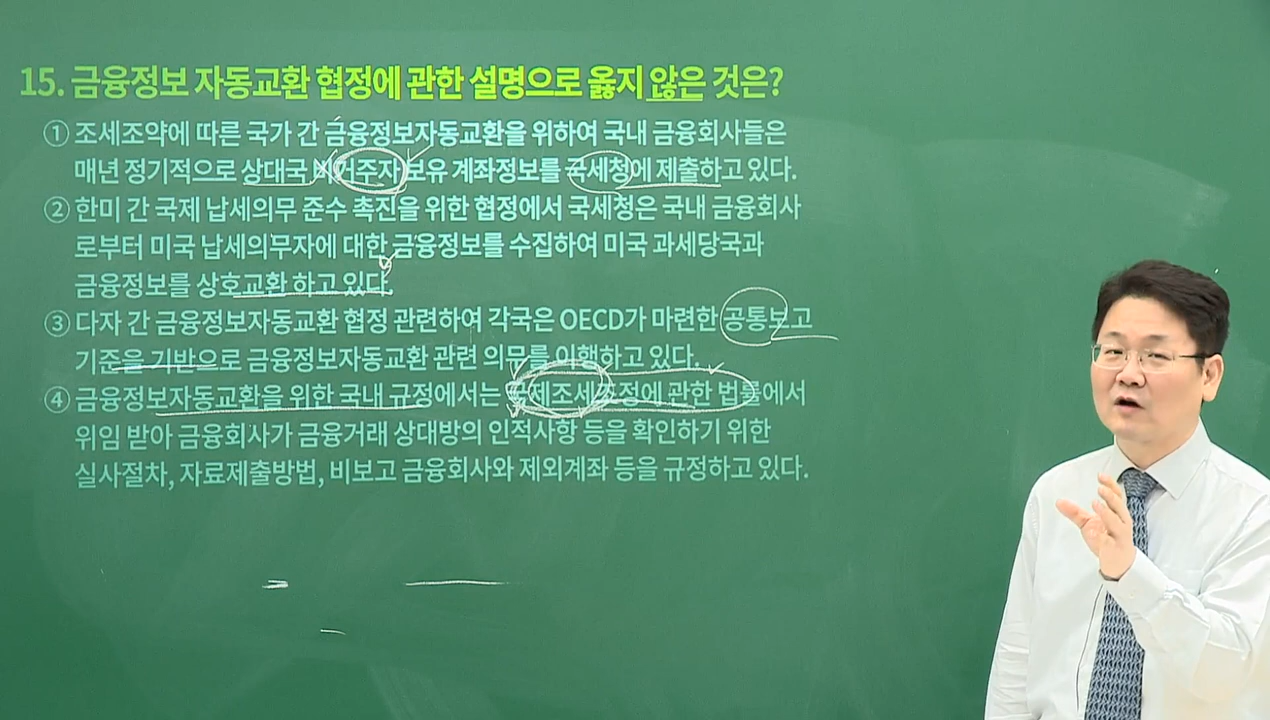 15. 금융정보 자동교환 협정에 관한 설명으로 옳지 않은 것은?
① 조세조약에 따른 국가 간 금융정보자동교환을 위하여 국내 금융회사들은
매년 정기적으로 상대국 비거주자 보유 계좌정보를 국세청에 제출하고 있다.
② 한미 간 국제 납세의무 준수 촉진을 위한 협정에서 국세청은 국내 금융회사
로부터 미국 납세의무자에 대한 금융정보를 수집하여 미국 과세당국과
금융정보를 상호교환 하고 있다.
③ 다자 간 금융정보자동교환 협정 관련하여 각국은 OECD가 마련한 공통보고
기준을 기반으로 금융정보자동교환 관련 의무를 이행하고 있다.
④ 금융정보자동교환을 위한 국내 규정에서는 국제조세조정에 관한 법률에서
위임 받아 금융회사가 금융거래 상대방의 인적사항 등을 확인하기 위한
실사절차, 자료제출방법, 비보고 금융회사와 제외계좌 등을 규정하고 있다.